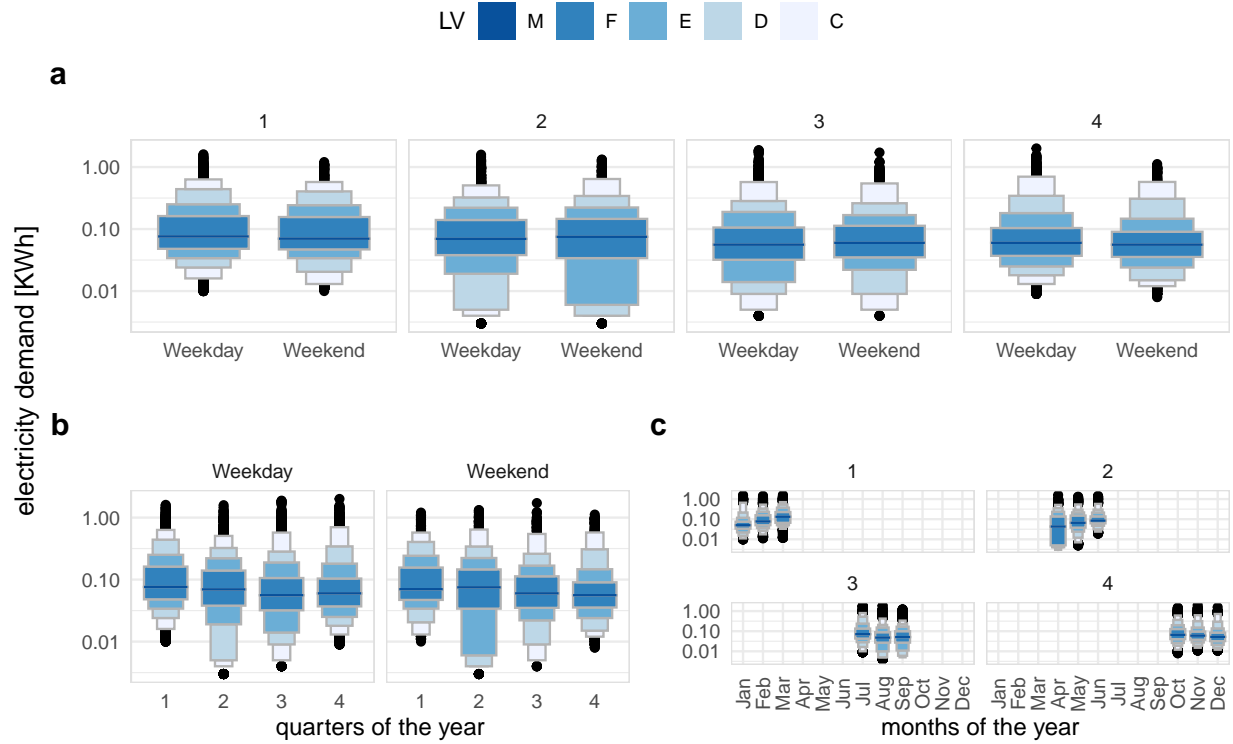 LV M F E D C
a
electricity demand [KWh]
1 2 3 4
1.00
0.10
0.01
Weekday Weekend Weekday Weekend Weekday Weekend Weekday Weekend
b
Weekday Weekend
1.00
0.10
0.01
1 2 3 4 1 2 3 4
quarters of the year
c
1 2
1.00
0.10
0.01
3 4
1.00
0.10
0.01
Jan Feb Mar Apr May Jun Jul Aug Sep Oct Nov Dec Jan Feb Mar Apr May Jun Jul Aug Sep Oct Nov Dec
months of the year